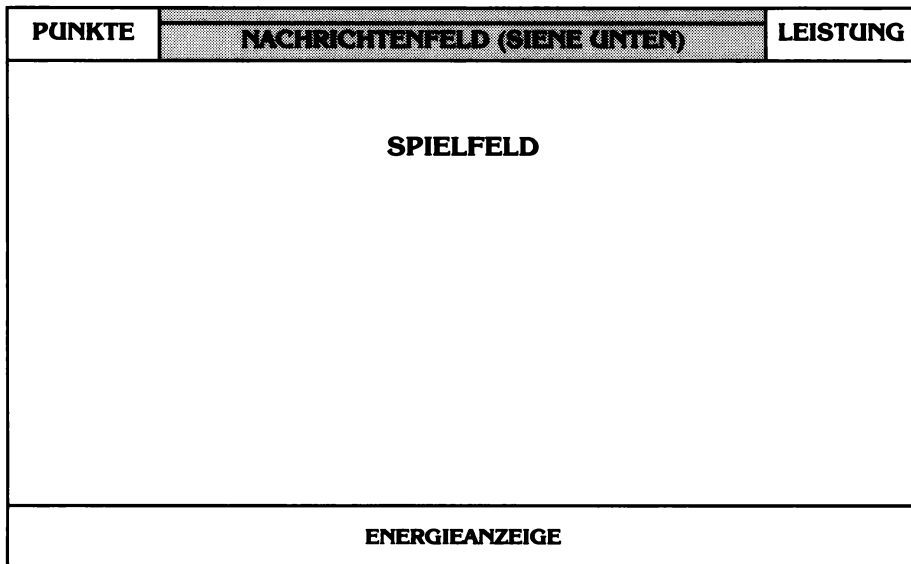 PUNKTE
NACHRICHTENFELD (SIENE UNTEN)
LEISTUNG
SPIELFELD
ENERGIEANZEIGE